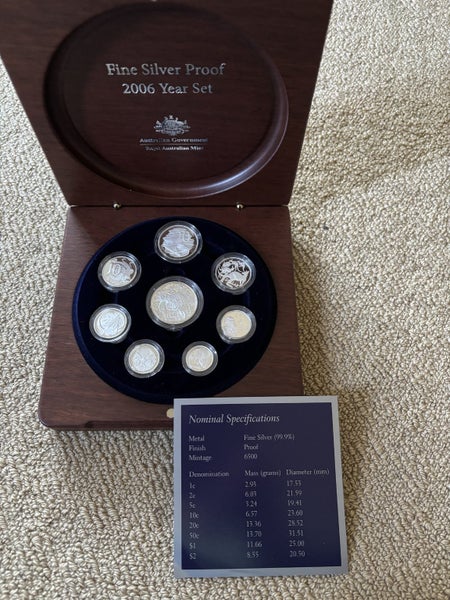 Fine Silver Proof
2006 Year Set
Australian Government
Royal Australian Mint
Nominal Specifications
Metal Fine Silver (99.9%)
Finish Proof
Mintage 6500
Denomination Mass (grams) Diameter (mm)
1c 2.93 17.53
2c 6.03 21.59
5c 3.24 19.41
10c 6.57 23.60
20c 13.36 28.52
50c 13.70 31.51
$1 11.66 25.00
$2 8.55 20.50